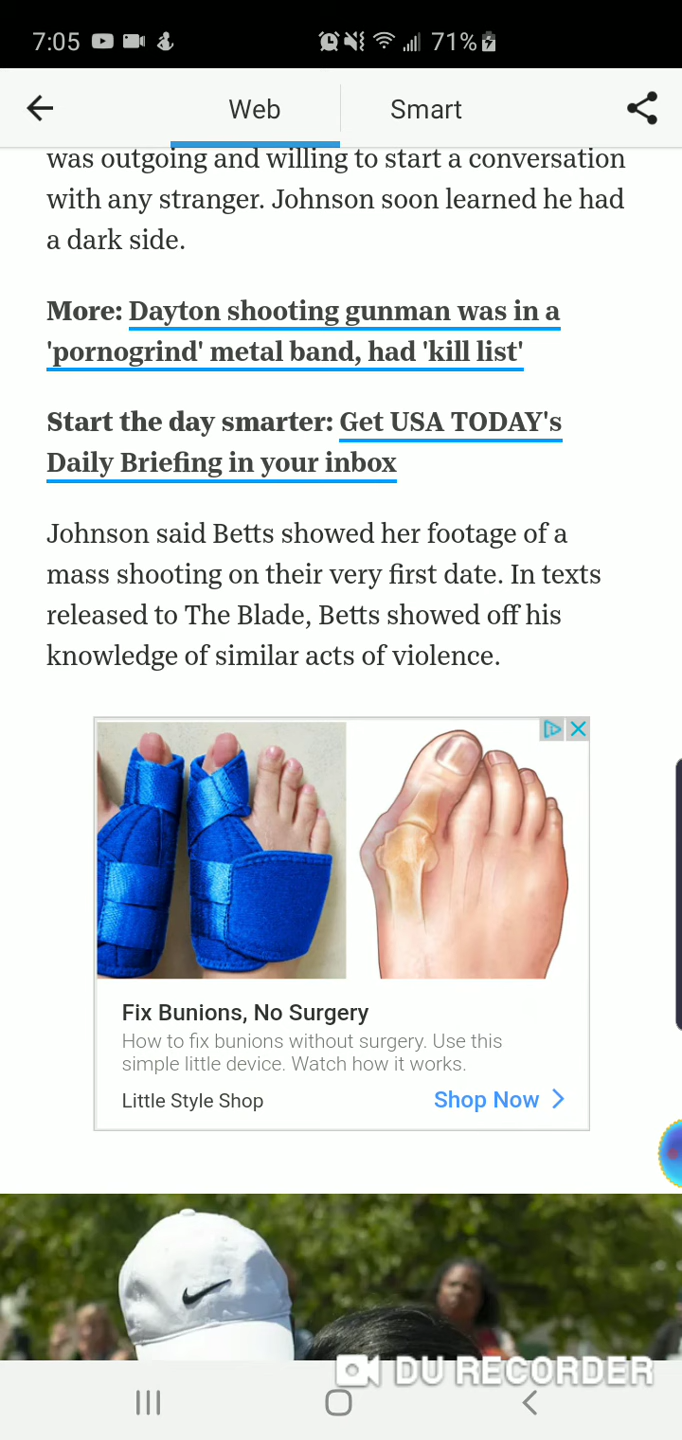 7:05 71%
Web Smart
was outgoing and willing to start a conversation
with any stranger. Johnson soon learned he had
a dark side.
More: Dayton shooting gunman was in a
'pornogrind' metal band, had 'kill list'
Start the day smarter: Get USA TODAY's
Daily Briefing in your inbox
Johnson said Betts showed her footage of a
mass shooting on their very first date. In texts
released to The Blade, Betts showed off his
knowledge of similar acts of violence.
Fix Bunions, No Surgery
How to fix bunions without surgery. Use this
simple little device. Watch how it works.
Little Style Shop Shop Now
DU RECORDER